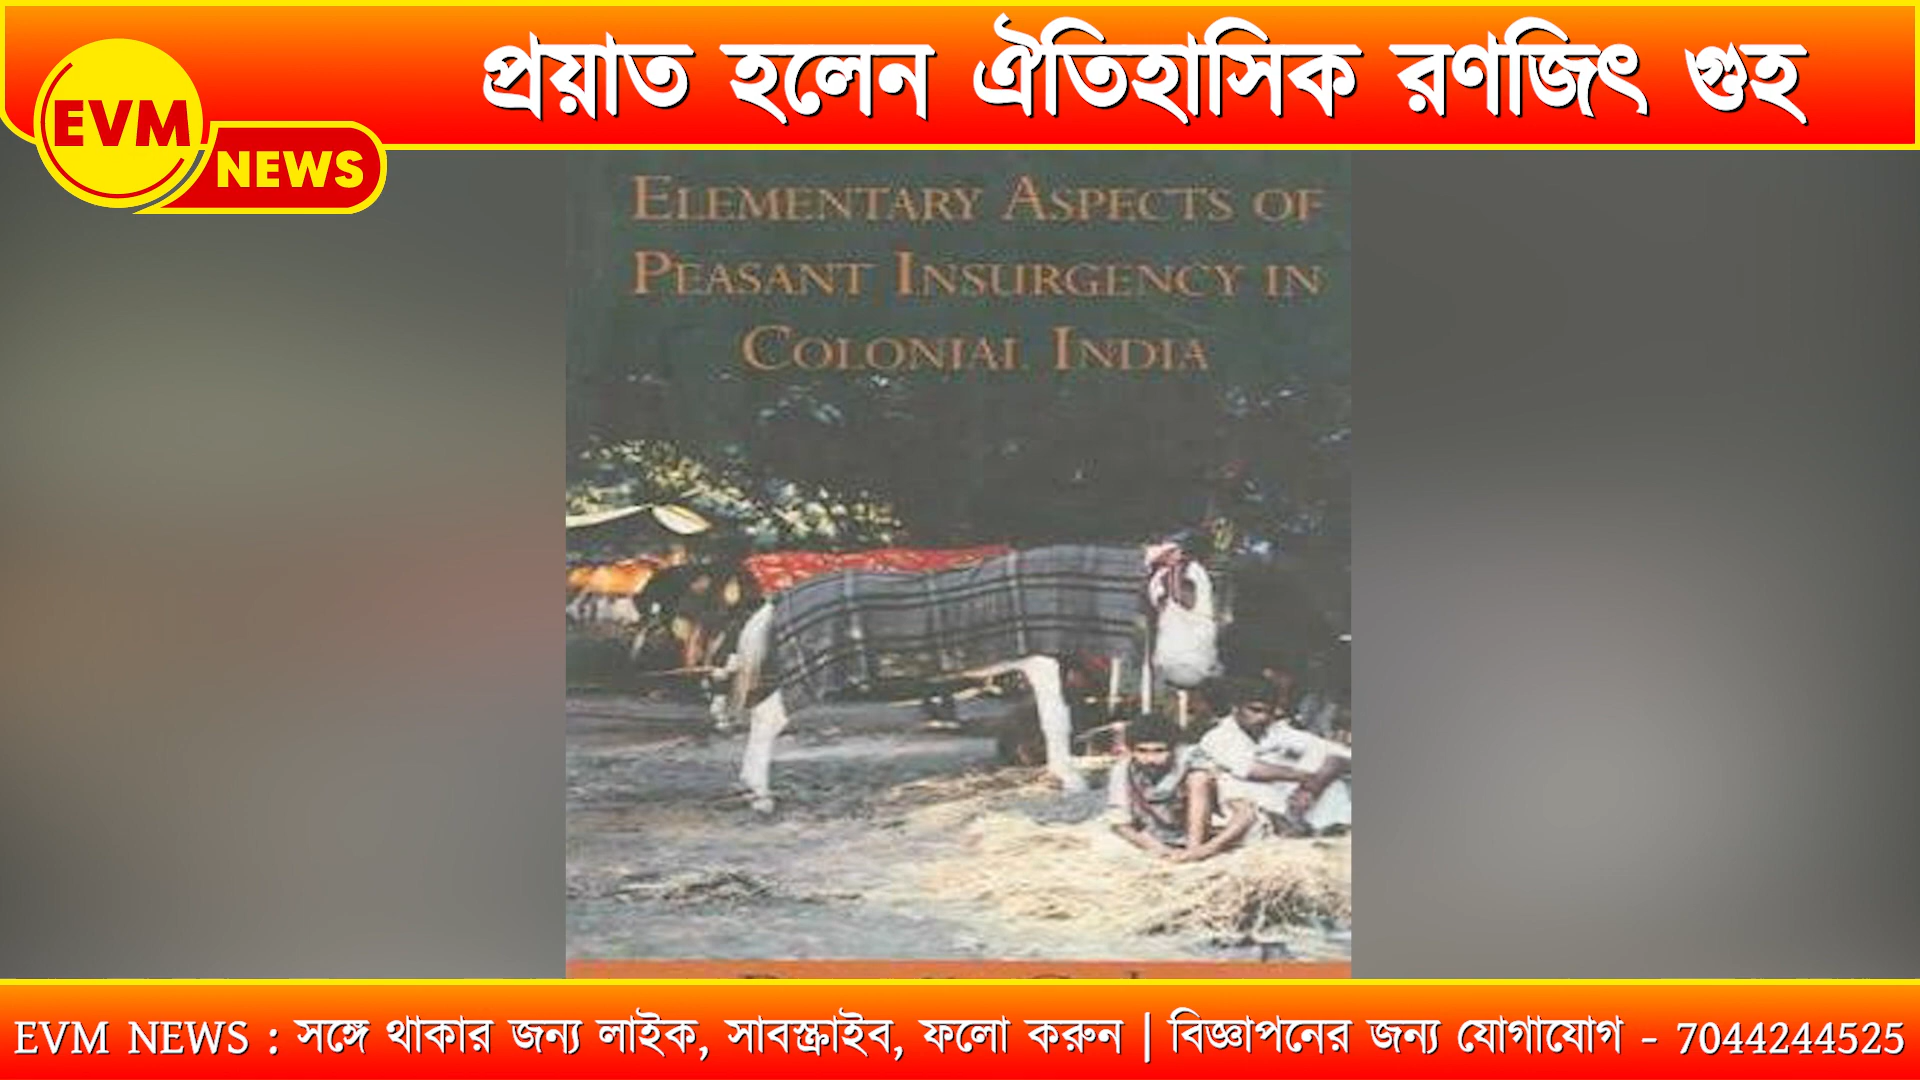 প্রয়াত হলেন ঐতিহাসিক রণজিৎ গুহ
EVM
NEWS
ELEMENTARY ASPECTS OF
PEASANT INSURGENCY IN
COLONIAL INDIA
EVM NEWS : সঙ্গে থাকার জন্য লাইক, সাবস্ক্রাইব, ফলো করুন | বিজ্ঞাপনের জন্য যোগাযোগ - 7044244525